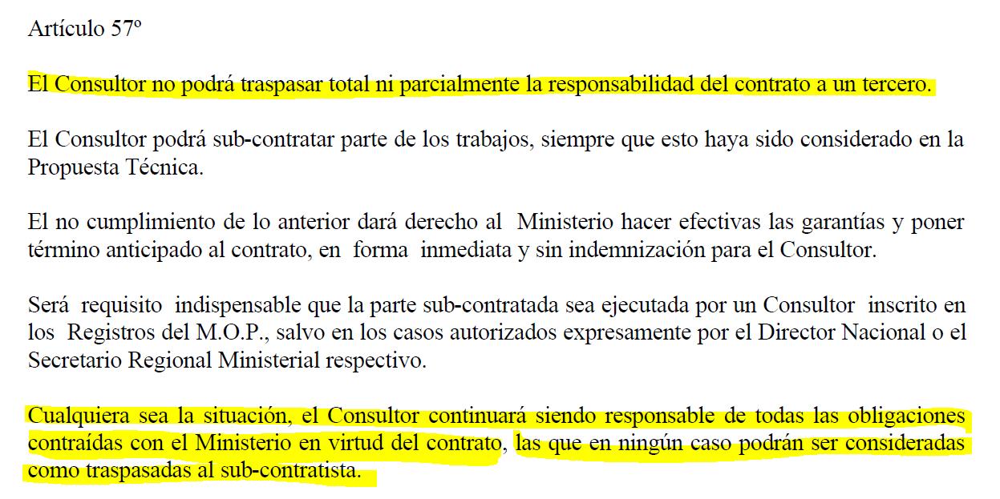 Artículo 57º
El Consultor no podrá traspasar total ni parcialmente la responsabilidad del contrato a un tercero.
El Consultor podrá sub-contratar parte de los trabajos, siempre que esto haya sido considerado en la
Propuesta Técnica.
El no cumplimiento de lo anterior dará derecho al Ministerio hacer efectivas las garantías y poner
término anticipado al contrato, en forma inmediata y sin indemnización para el Consultor.
Será requisito indispensable que la parte sub-contratada sea ejecutada por un Consultor inscrito en
los Registros del M.O.P., salvo en los casos autorizados expresamente por el Director Nacional o el
Secretario Regional Ministerial respectivo.
Cualquiera sea la situación, el Consultor continuará siendo responsable de todas las obligaciones
contraídas con el Ministerio en virtud del contrato, las que en ningún caso podrán ser consideradas
como traspasadas al sub-contratista.